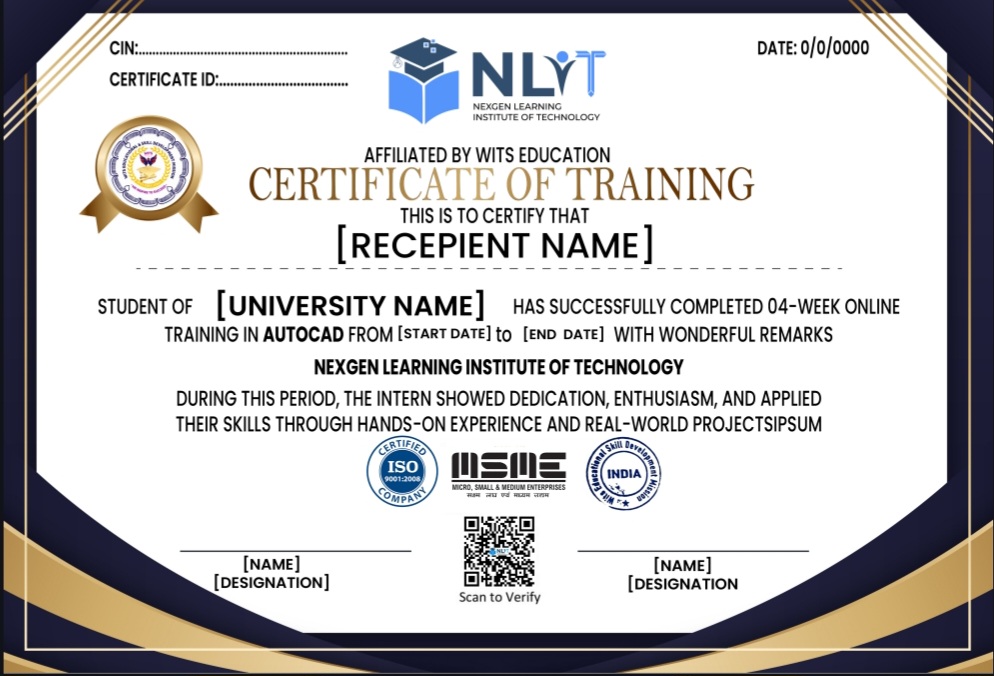 CIN:......................................................
CERTIFICATE ID:...................................
DATE: 0/0/0000
NLiT
NEXGEN LEARNING
INSTITUTE OF TECHNOLOGY
AFFILIATED BY WITS EDUCATION
CERTIFICATE OF TRAINING
THIS IS TO CERTIFY THAT
[RECEPIENT NAME]
STUDENT OF [UNIVERSITY NAME] HAS SUCCESSFULLY COMPLETED 04-WEEK ONLINE
TRAINING IN AUTOCAD FROM [START DATE] to [END DATE] WITH WONDERFUL REMARKS
NEXGEN LEARNING INSTITUTE OF TECHNOLOGY
DURING THIS PERIOD, THE INTERN SHOWED DEDICATION, ENTHUSIASM, AND APPLIED
THEIR SKILLS THROUGH HANDS-ON EXPERIENCE AND REAL-WORLD PROJECTSIPSUM
CERTIFIED
ISO
9001:2008
COMPANY
MSME
MICRO, SMALL & MEDIUM ENTERPRISES
सूक्ष्म, लघु एवं मध्यम उद्यम
Wits Educational Skill Development Mission
INDIA
[NAME]
[DESIGNATION]
Scan to Verify
[NAME]
[DESIGNATION